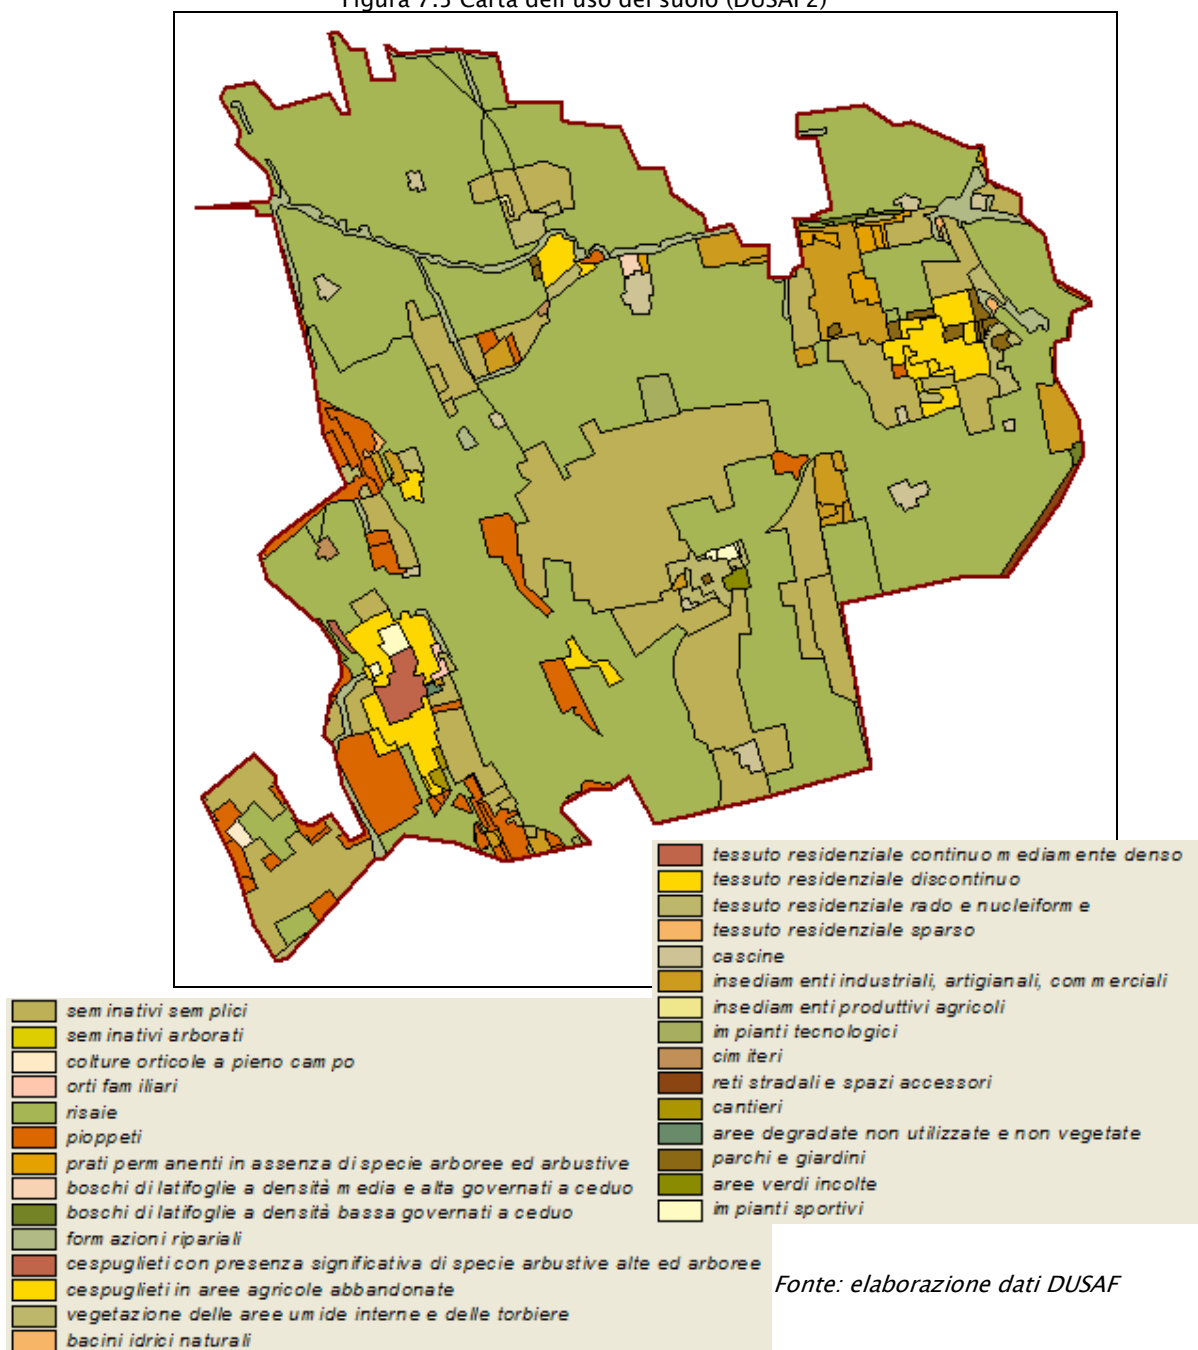 Figura 7.3 Carta dell'uso del suolo (DUSAF2)
tessuto residenziale continuo mediamente denso
tessuto residenziale discontinuo
tessuto residenziale rado e nucleiforme
tessuto residenziale sparso
cascine
insediamenti industriali, artigianali, commerciali
insediamenti produttivi agricoli
impianti tecnologici
cimiteri
reti stradali e spazi accessori
cantieri
aree degradate non utilizzate e non vegetate
parchi e giardini
aree verdi incolte
impianti sportivi
seminativi semplici
seminativi arborati
colture orticole a pieno campo
orti familiari
risaie
pioppeti
prati permanenti in assenza di specie arboree ed arbustive
boschi di latifoglie a densità media e alta governati a ceduo
boschi di latifoglie a densità bassa governati a ceduo
formazioni ripariali
cespuglieti con presenza significativa di specie arbustive alte ed arboree
cespuglieti in aree agricole abbandonate
vegetazione delle aree umide interne e delle torbiere
bacini idrici naturali
Fonte: elaborazione dati DUSAF